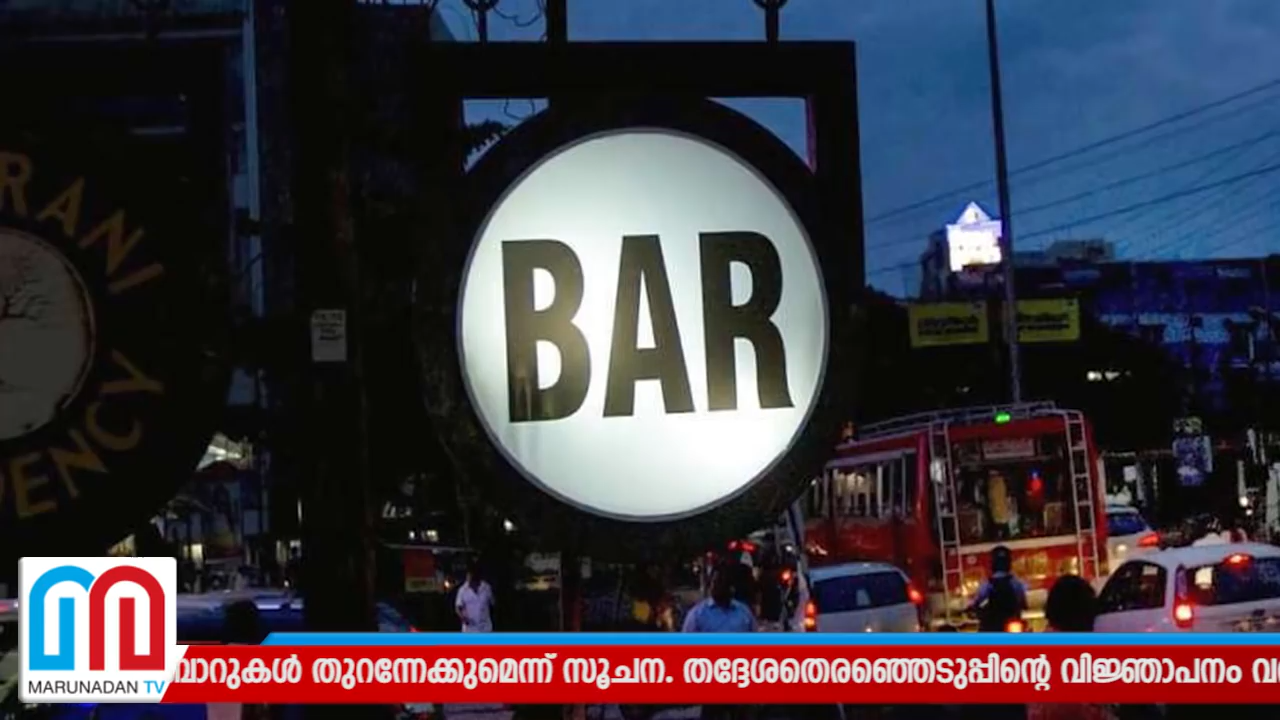 BAR
MARUNADAN TV
ബാറുകൾ തുറന്നേക്കുമെന്ന് സൂചന. തദ്ദേശതെരഞ്ഞെടുപ്പിന്റെ വിജ്ഞാപനം